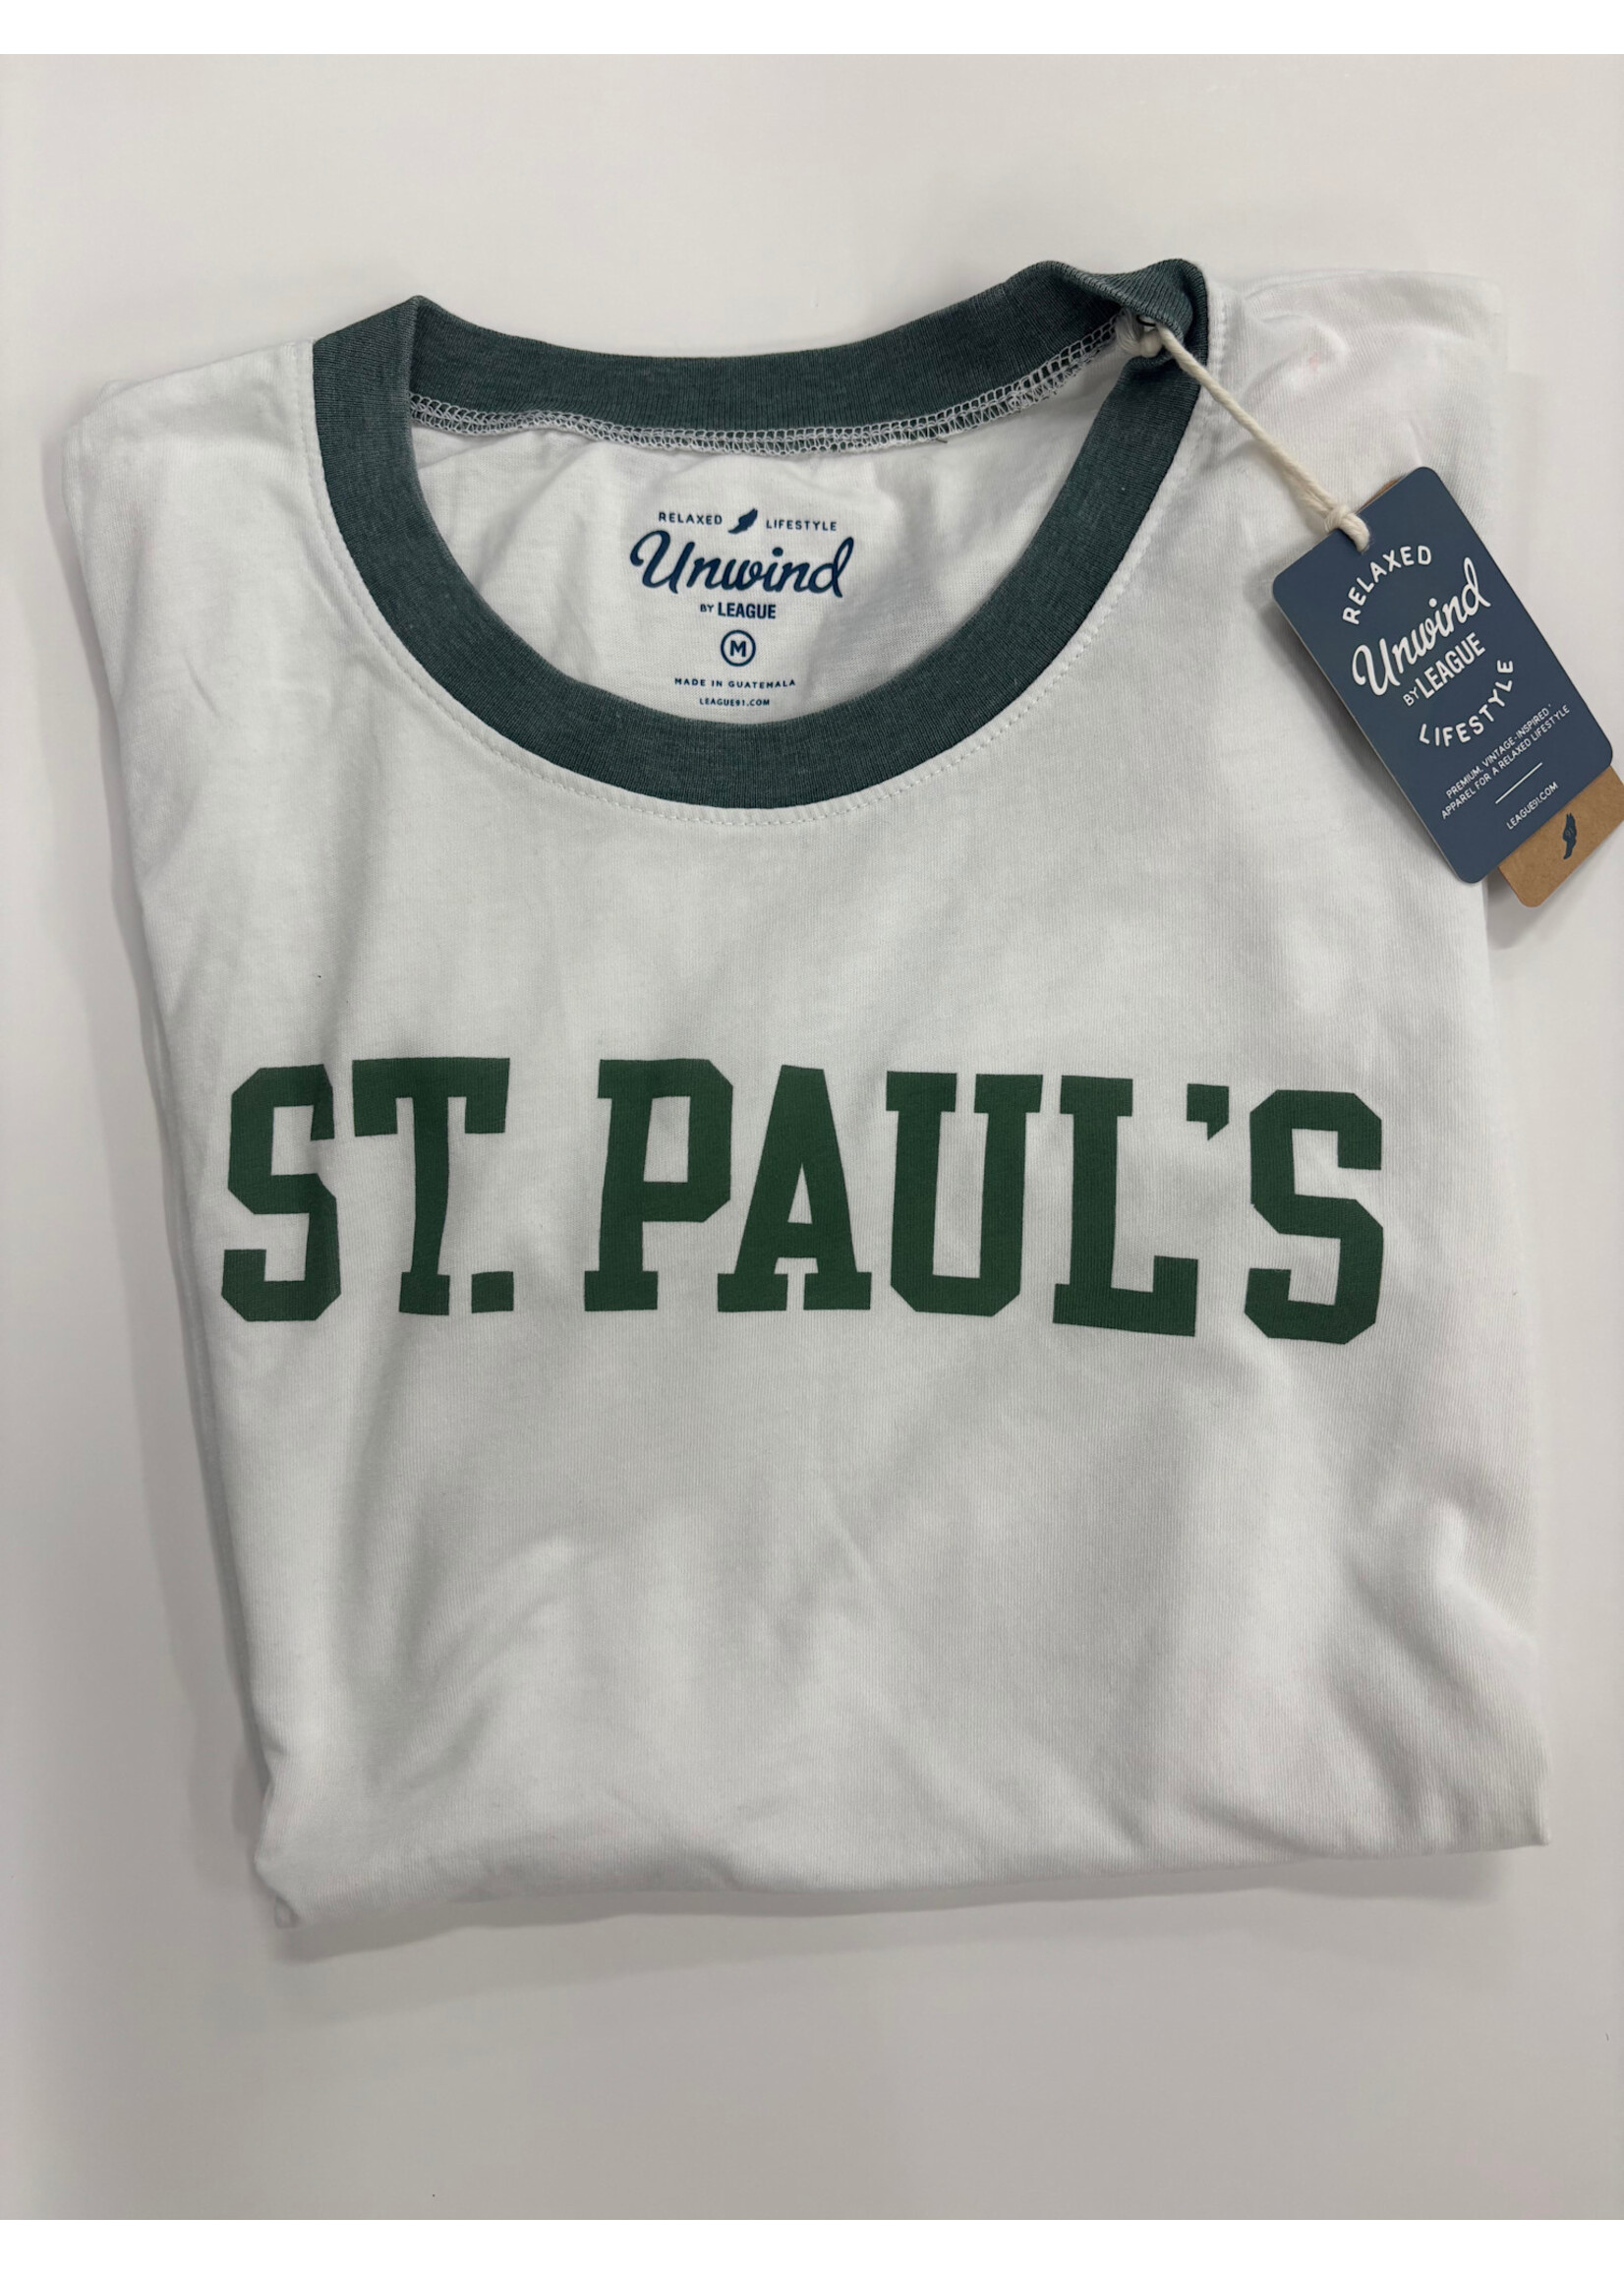 RELAXED LIFESTYLE
Unwind
BY LEAGUE
M
MADE IN GUATEMALA
LEAGUE91.COM
RELAXED
Unwind
BY LEAGUE
LIFESTYLE
PREMIUM, VINTAGE-INSPIRED
APPAREL FOR A RELAXED LIFESTYLE
LEAGUE91.COM
ST. PAUL'S